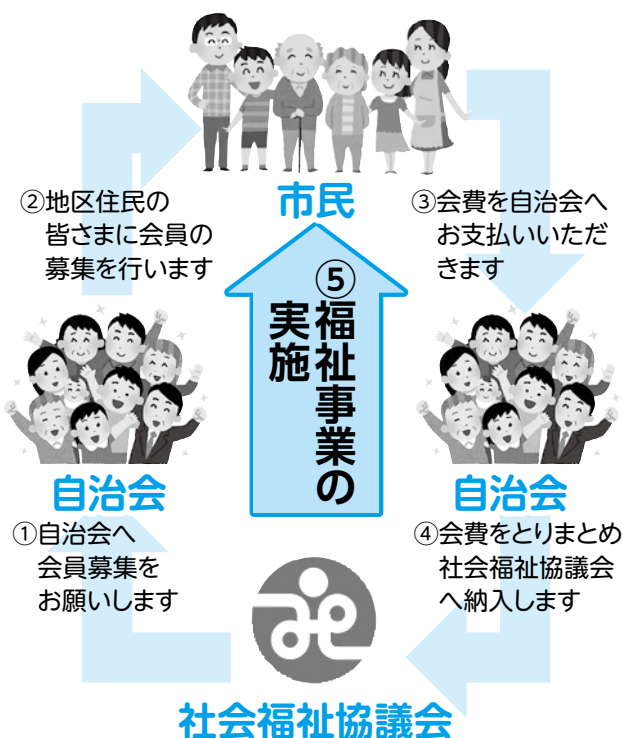 市民
②地区住民の
皆さまに会員の
募集を行います
③会費を自治会へ
お支払いいただ
きます
⑤福祉事業の
実施
自治会
①自治会へ
会員募集を
お願いします
自治会
④会費をとりまとめ
社会福祉協議会
へ納入します
社会福祉協議会